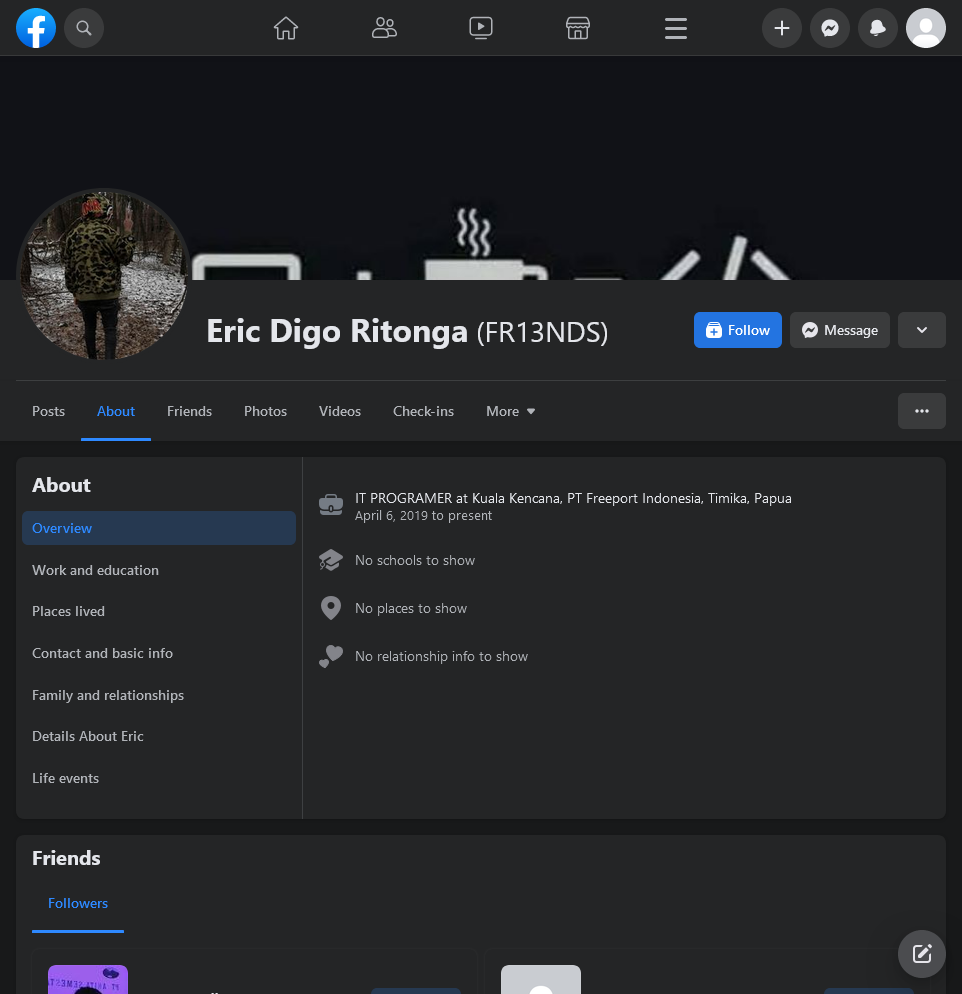 Eric Digo Ritonga (FR13NDS)
Follow
Message
Posts
About
Friends
Photos
Videos
Check-ins
More
About
Overview
Work and education
Places lived
Contact and basic info
Family and relationships
Details About Eric
Life events
IT PROGRAMER at Kuala Kencana, PT Freeport Indonesia, Timika, Papua
April 6, 2019 to present
No schools to show
No places to show
No relationship info to show
Friends
Followers